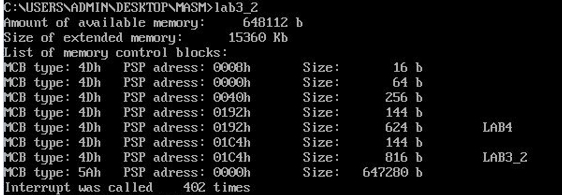 C:\USERS\ADMIN\DESKTOP\MASM>lab3_2
Amount of available memory: 648112 b
Size of extended memory: 15360 Kb
List of memory control blocks:
MCB type: 4Dh PSP adress: 0008h Size: 16 b
MCB type: 4Dh PSP adress: 0000h Size: 64 b
MCB type: 4Dh PSP adress: 0040h Size: 256 b
MCB type: 4Dh PSP adress: 0192h Size: 144 b
MCB type: 4Dh PSP adress: 0192h Size: 624 b LAB4
MCB type: 4Dh PSP adress: 01C4h Size: 144 b
MCB type: 4Dh PSP adress: 01C4h Size: 816 b LAB3_2
MCB type: 5Ah PSP adress: 0000h Size: 647280 b
Interrupt was called 402 times